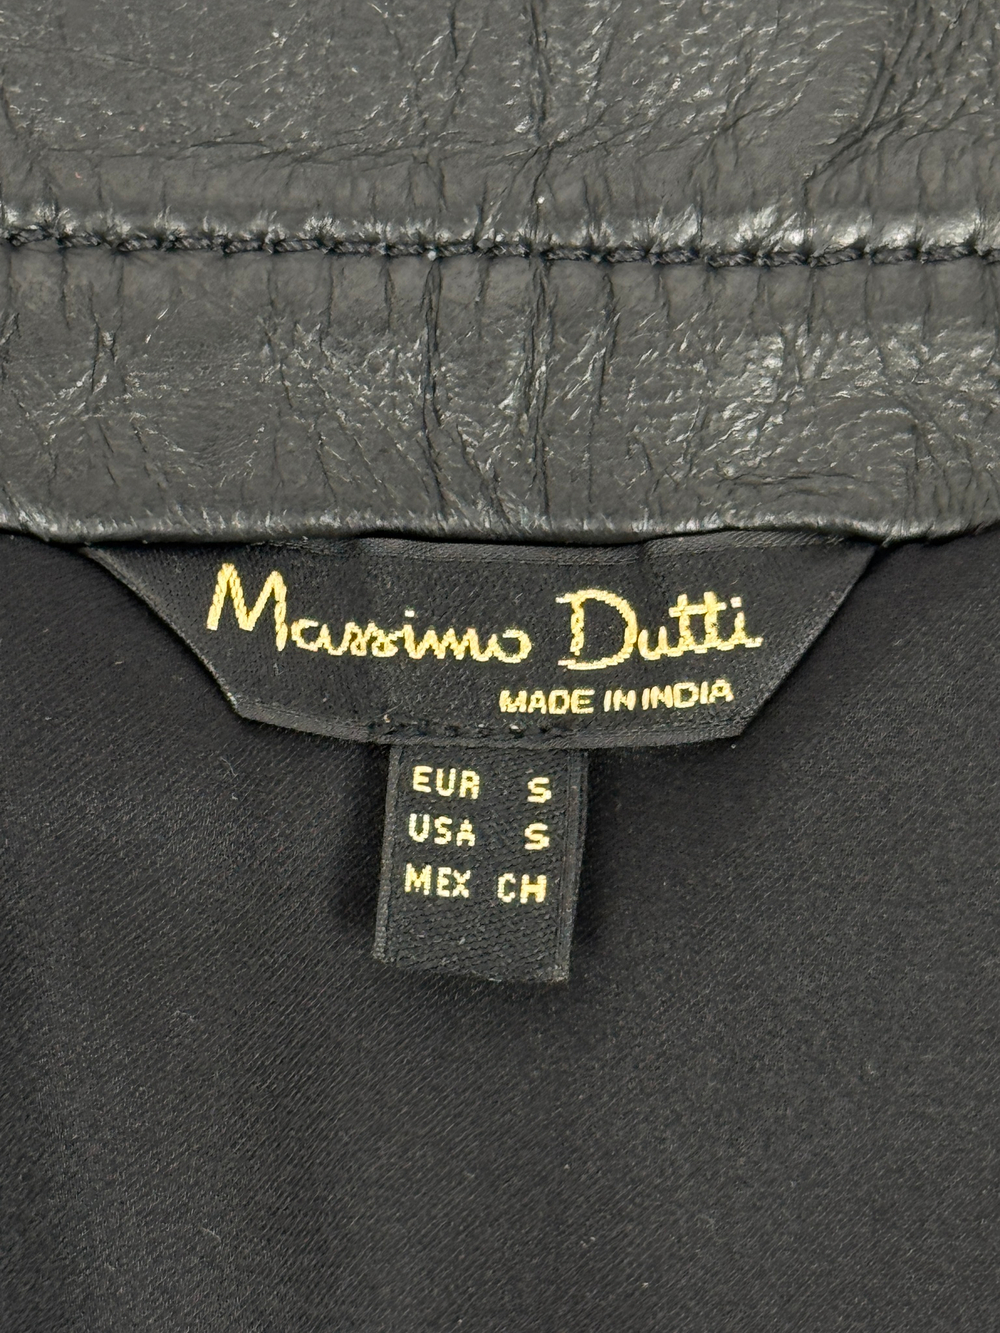 Massimo Dutti
MADE IN INDIA
EUR S
USA S
MEX CH